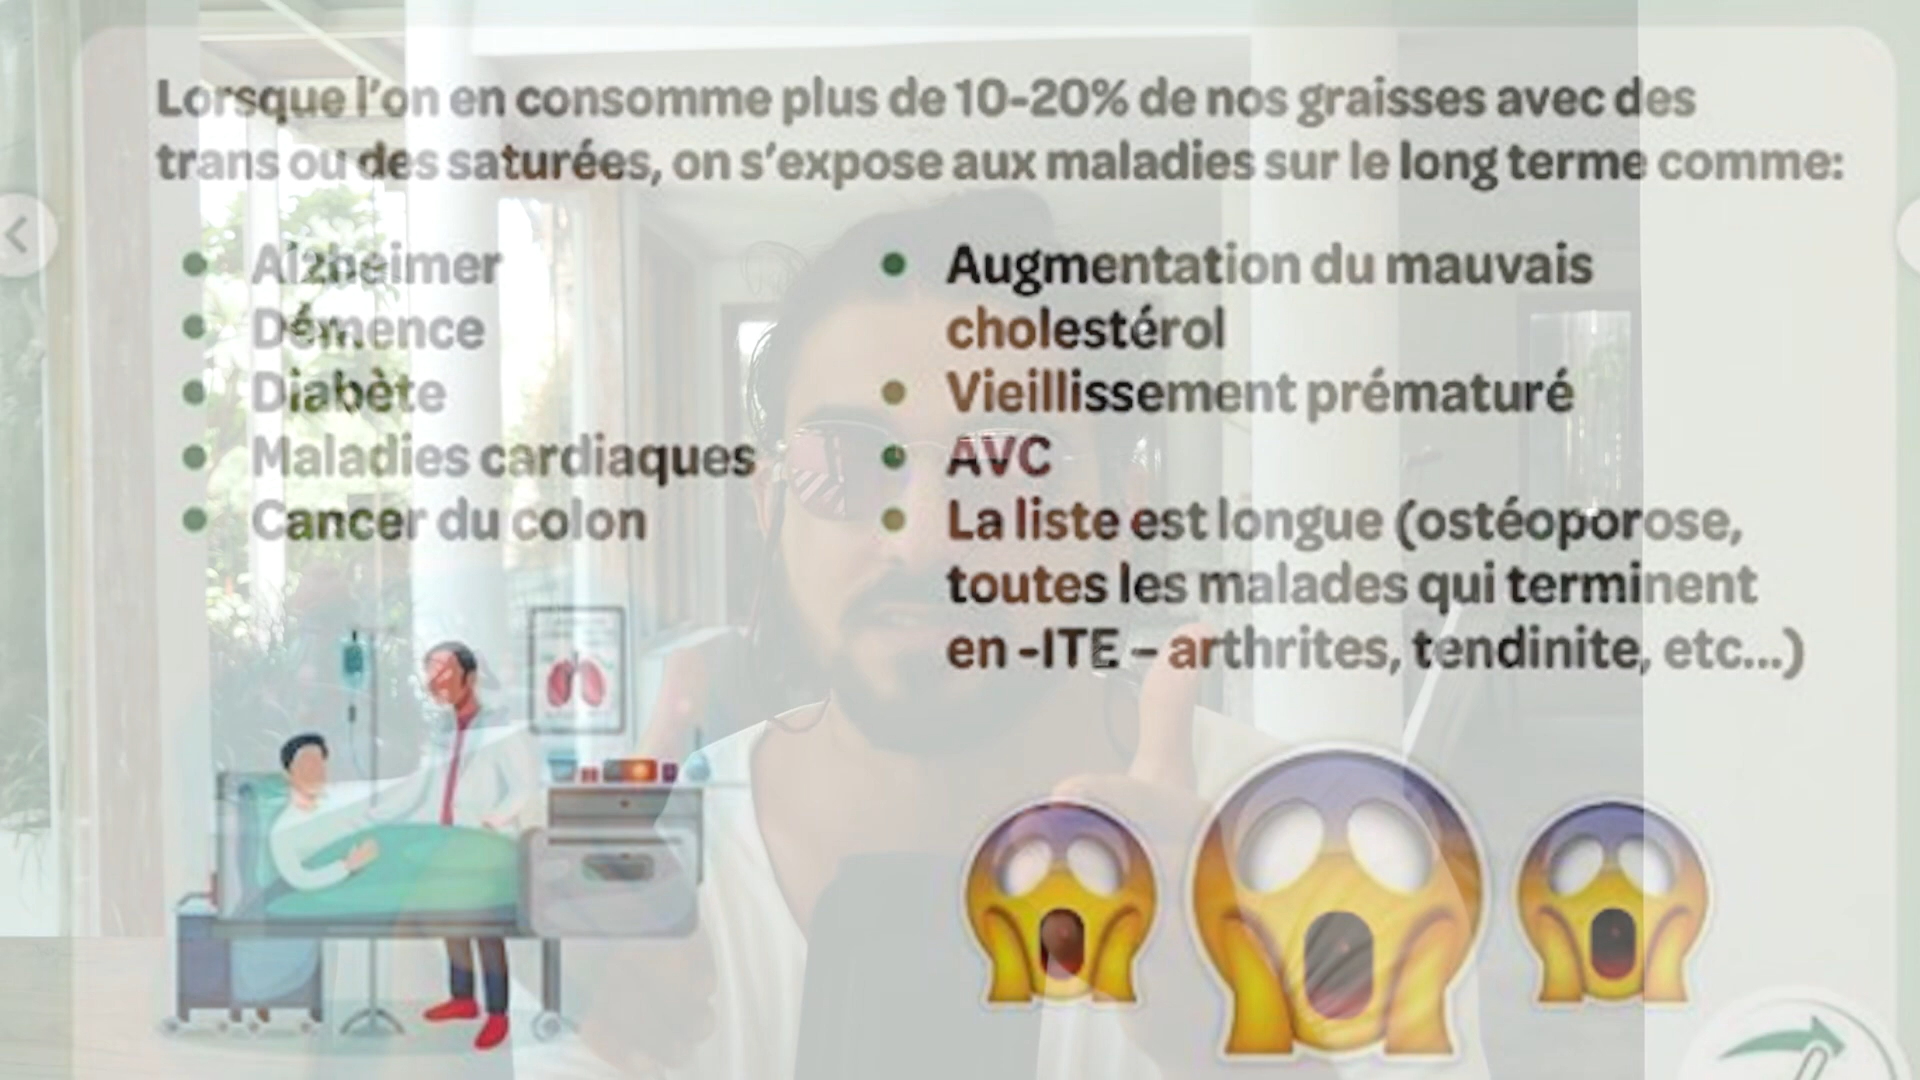 Lorsque l'on en consomme plus de 10-20% de nos graisses avec des
trans ou des saturées, on s'expose aux maladies sur le long terme comme:
Alzheimer
Démence
Diabète
Maladies cardiaques
Cancer du colon
Augmentation du mauvais
cholestérol
Vieillissement prématuré
AVC
La liste est longue (ostéoporose,
toutes les malades qui terminent
en -ITE – arthrites, tendinite, etc...)